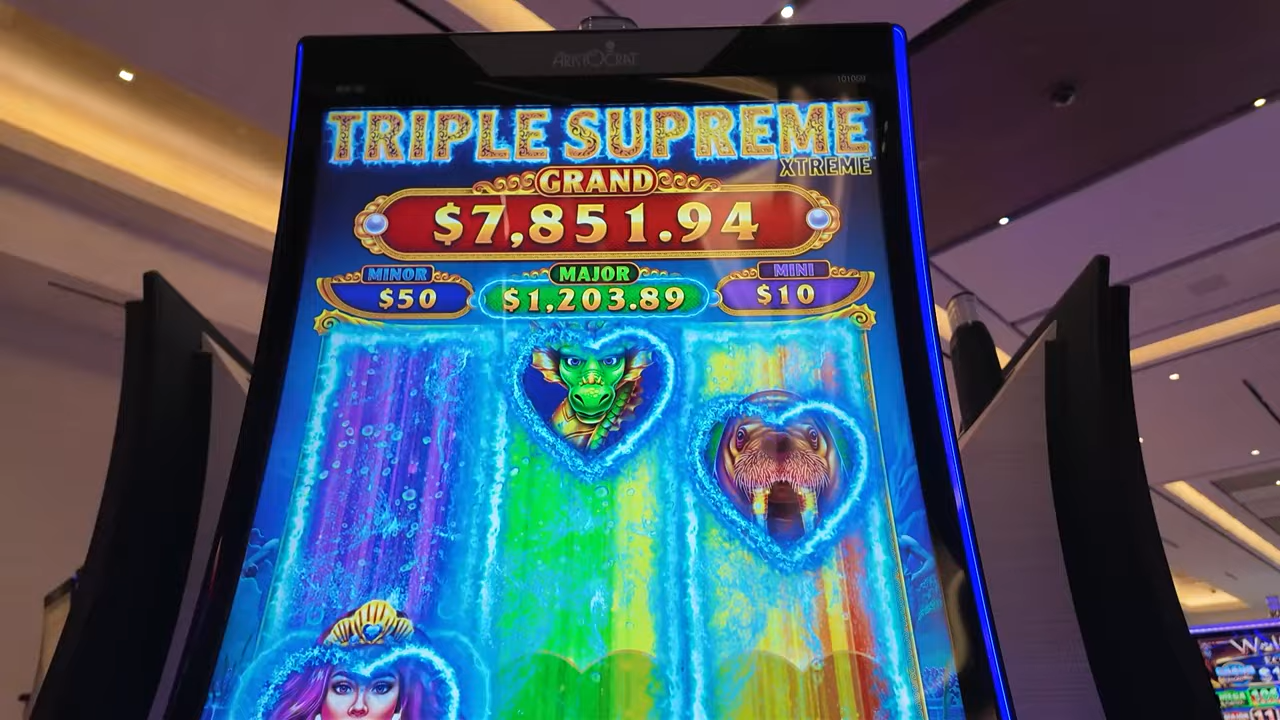 ARISTOCRAT
TRIPLE SUPREME
XTREME
GRAND
$7,851.94
MINOR
MAJOR
MINI
$50
$1,203.89
$10